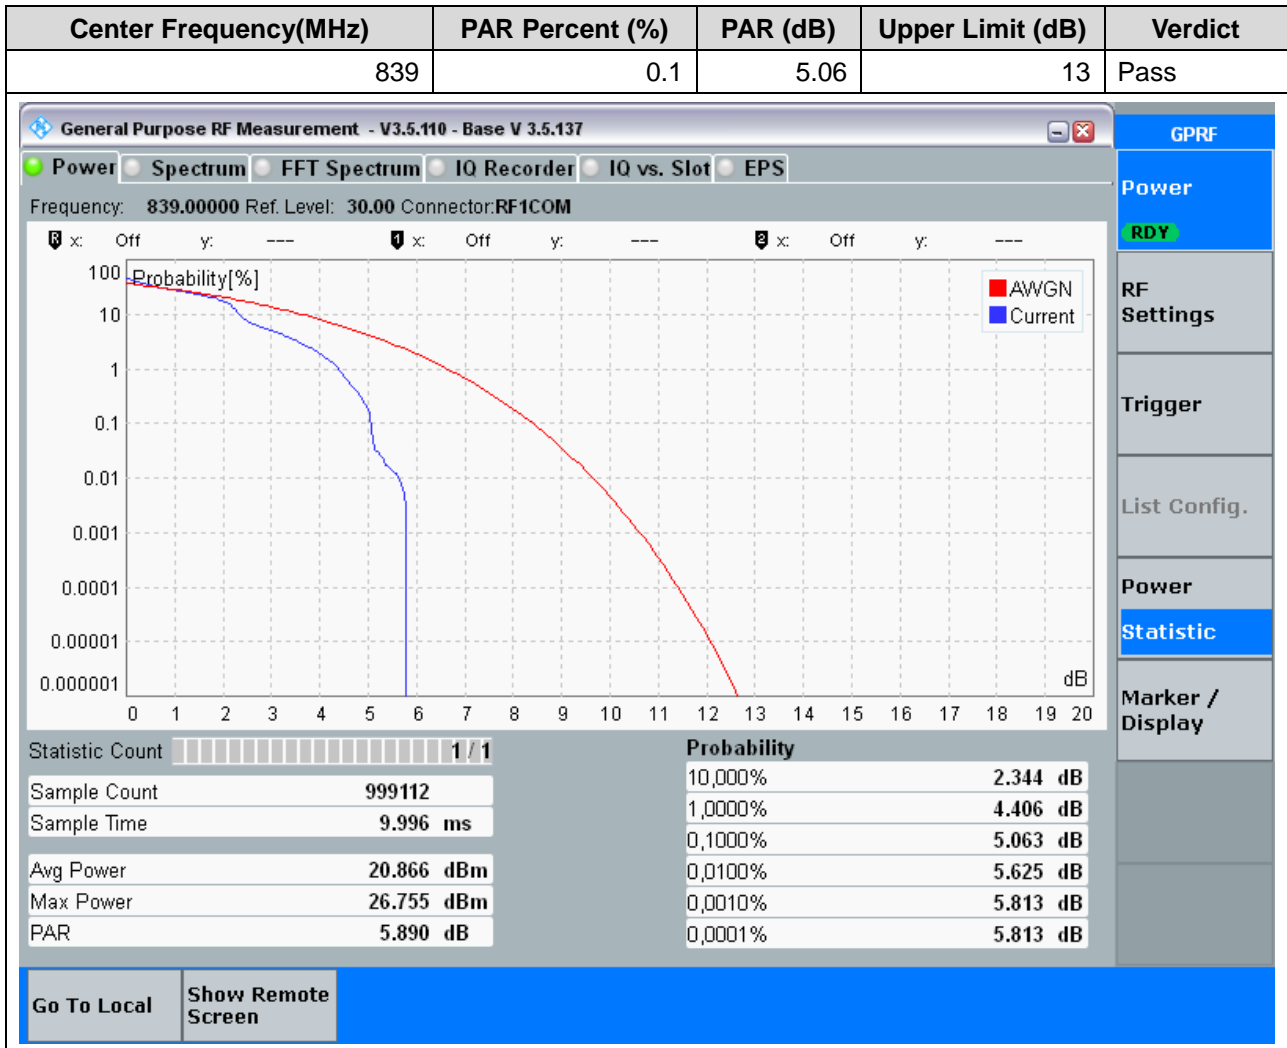 Center Frequency(MHz) PAR Percent (%) PAR (dB) Upper Limit (dB) Verdict
839 0.1 5.06 13 Pass
General Purpose RF Measurement - V3.5.110 - Base V 3.5.137
GPRF
Power Spectrum FFT Spectrum IQ Recorder IQ vs. Slot EPS
Power
RDY
Frequency: 839.00000 Ref. Level: 30.00 Connector:RF1COM
R x: Off y: --- 1 x: Off y: --- 2 x: Off y: ---
Probability[%]
AWGN
Current
100
10
1
0.1
0.01
0.001
0.0001
0.00001
0.000001
dB
0 1 2 3 4 5 6 7 8 9 10 11 12 13 14 15 16 17 18 19 20
RF
Settings
Trigger
List Config.
Power
Statistic
Marker /
Display
Statistic Count 1 / 1
Sample Count 999112
Sample Time 9.996 ms
Avg Power 20.866 dBm
Max Power 26.755 dBm
PAR 5.890 dB
Probability
10,000% 2.344 dB
1,0000% 4.406 dB
0,1000% 5.063 dB
0,0100% 5.625 dB
0,0010% 5.813 dB
0,0001% 5.813 dB
Go To Local
Show Remote
Screen